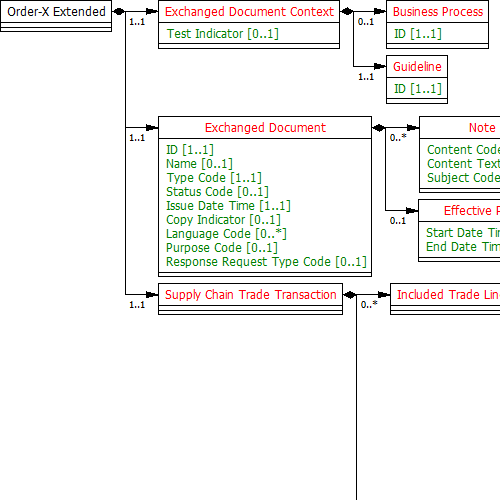 Order-X Extended
1..1
Exchanged Document Context
Test Indicator [0..1]
0..1
Business Process
ID [1..1]
1..1
Guideline
ID [1..1]
1..1
Exchanged Document
ID [1..1]
Name [0..1]
Type Code [1..1]
Status Code [0..1]
Issue Date Time [1..1]
Copy Indicator [0..1]
Language Code [0..*]
Purpose Code [0..1]
Response Request Type Code [0..1]
0..*
Note
Content Code
Content Text
Subject Code
0..1
Effective
Start Date
End Date Tim
1..1
Supply Chain Trade Transaction
0..*
Included Trade